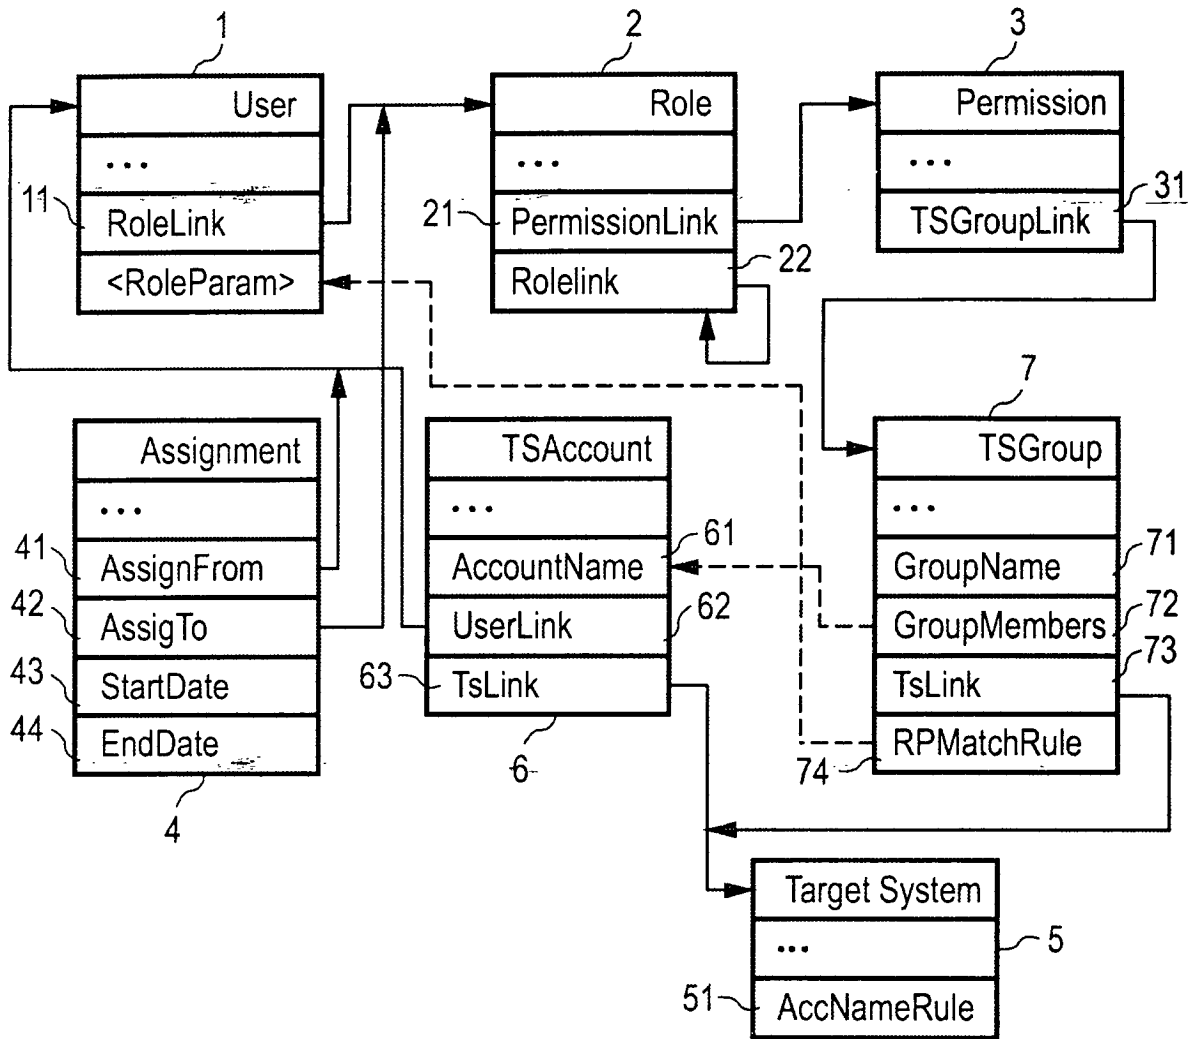 1
User
...
11
RoleLink
<RoleParam>
2
Role
...
21
PermissionLink
22
Rolelink
3
Permission
...
31
TSGroupLink
Assignment
...
41
AssignFrom
42
AssigTo
43
StartDate
44
EndDate
4
TSAccount
...
61
AccountName
62
UserLink
63
TsLink
6
7
TSGroup
...
71
GroupName
72
GroupMembers
73
TsLink
RPMatchRule
74
Target System
...
5
51
AccNameRule